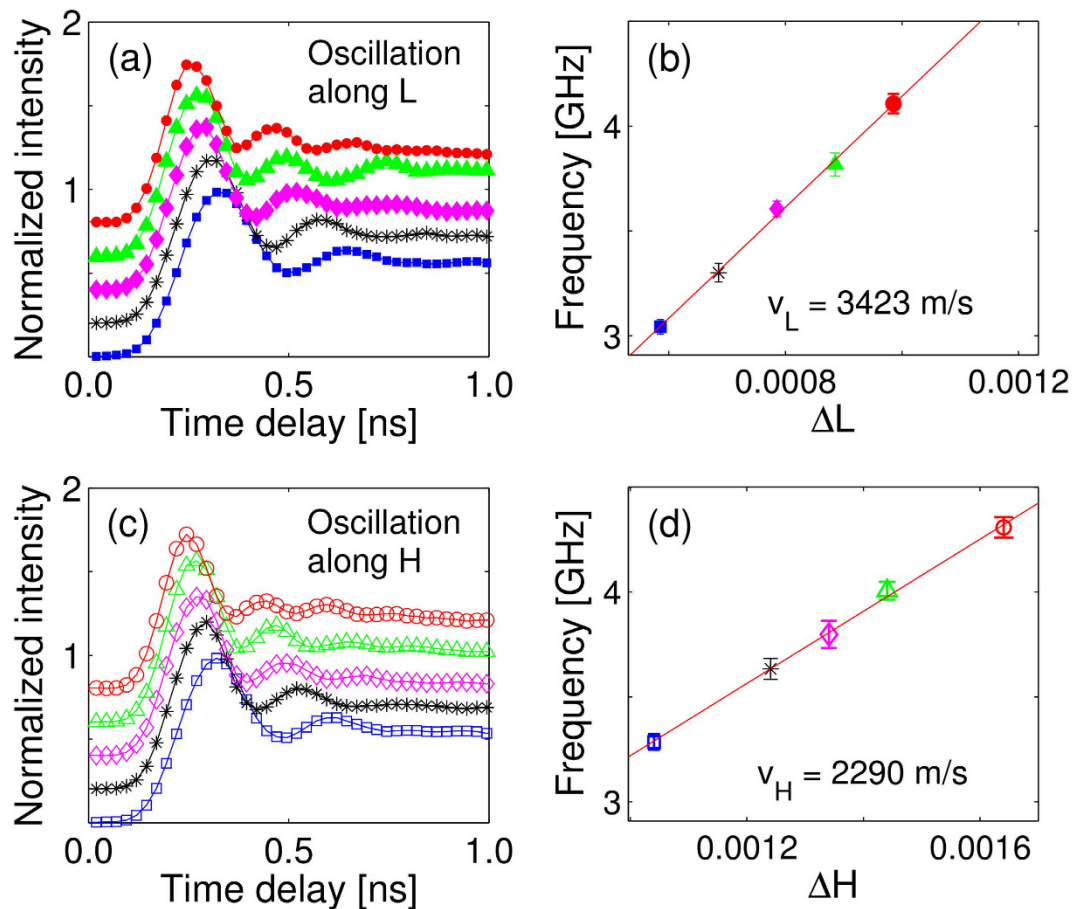 2
(a)
Oscillation
along L
1
Normalized intensity
0.0
0.5
1.0
Time delay [ns]
(b)
4
Frequency [GHz]
3
v_L = 3423 m/s
0.0008
0.0012
ΔL
2
(c)
Oscillation
along H
1
Normalized intensity
0.0
0.5
1.0
Time delay [ns]
(d)
4
Frequency [GHz]
3
v_H = 2290 m/s
0.0012
0.0016
ΔH